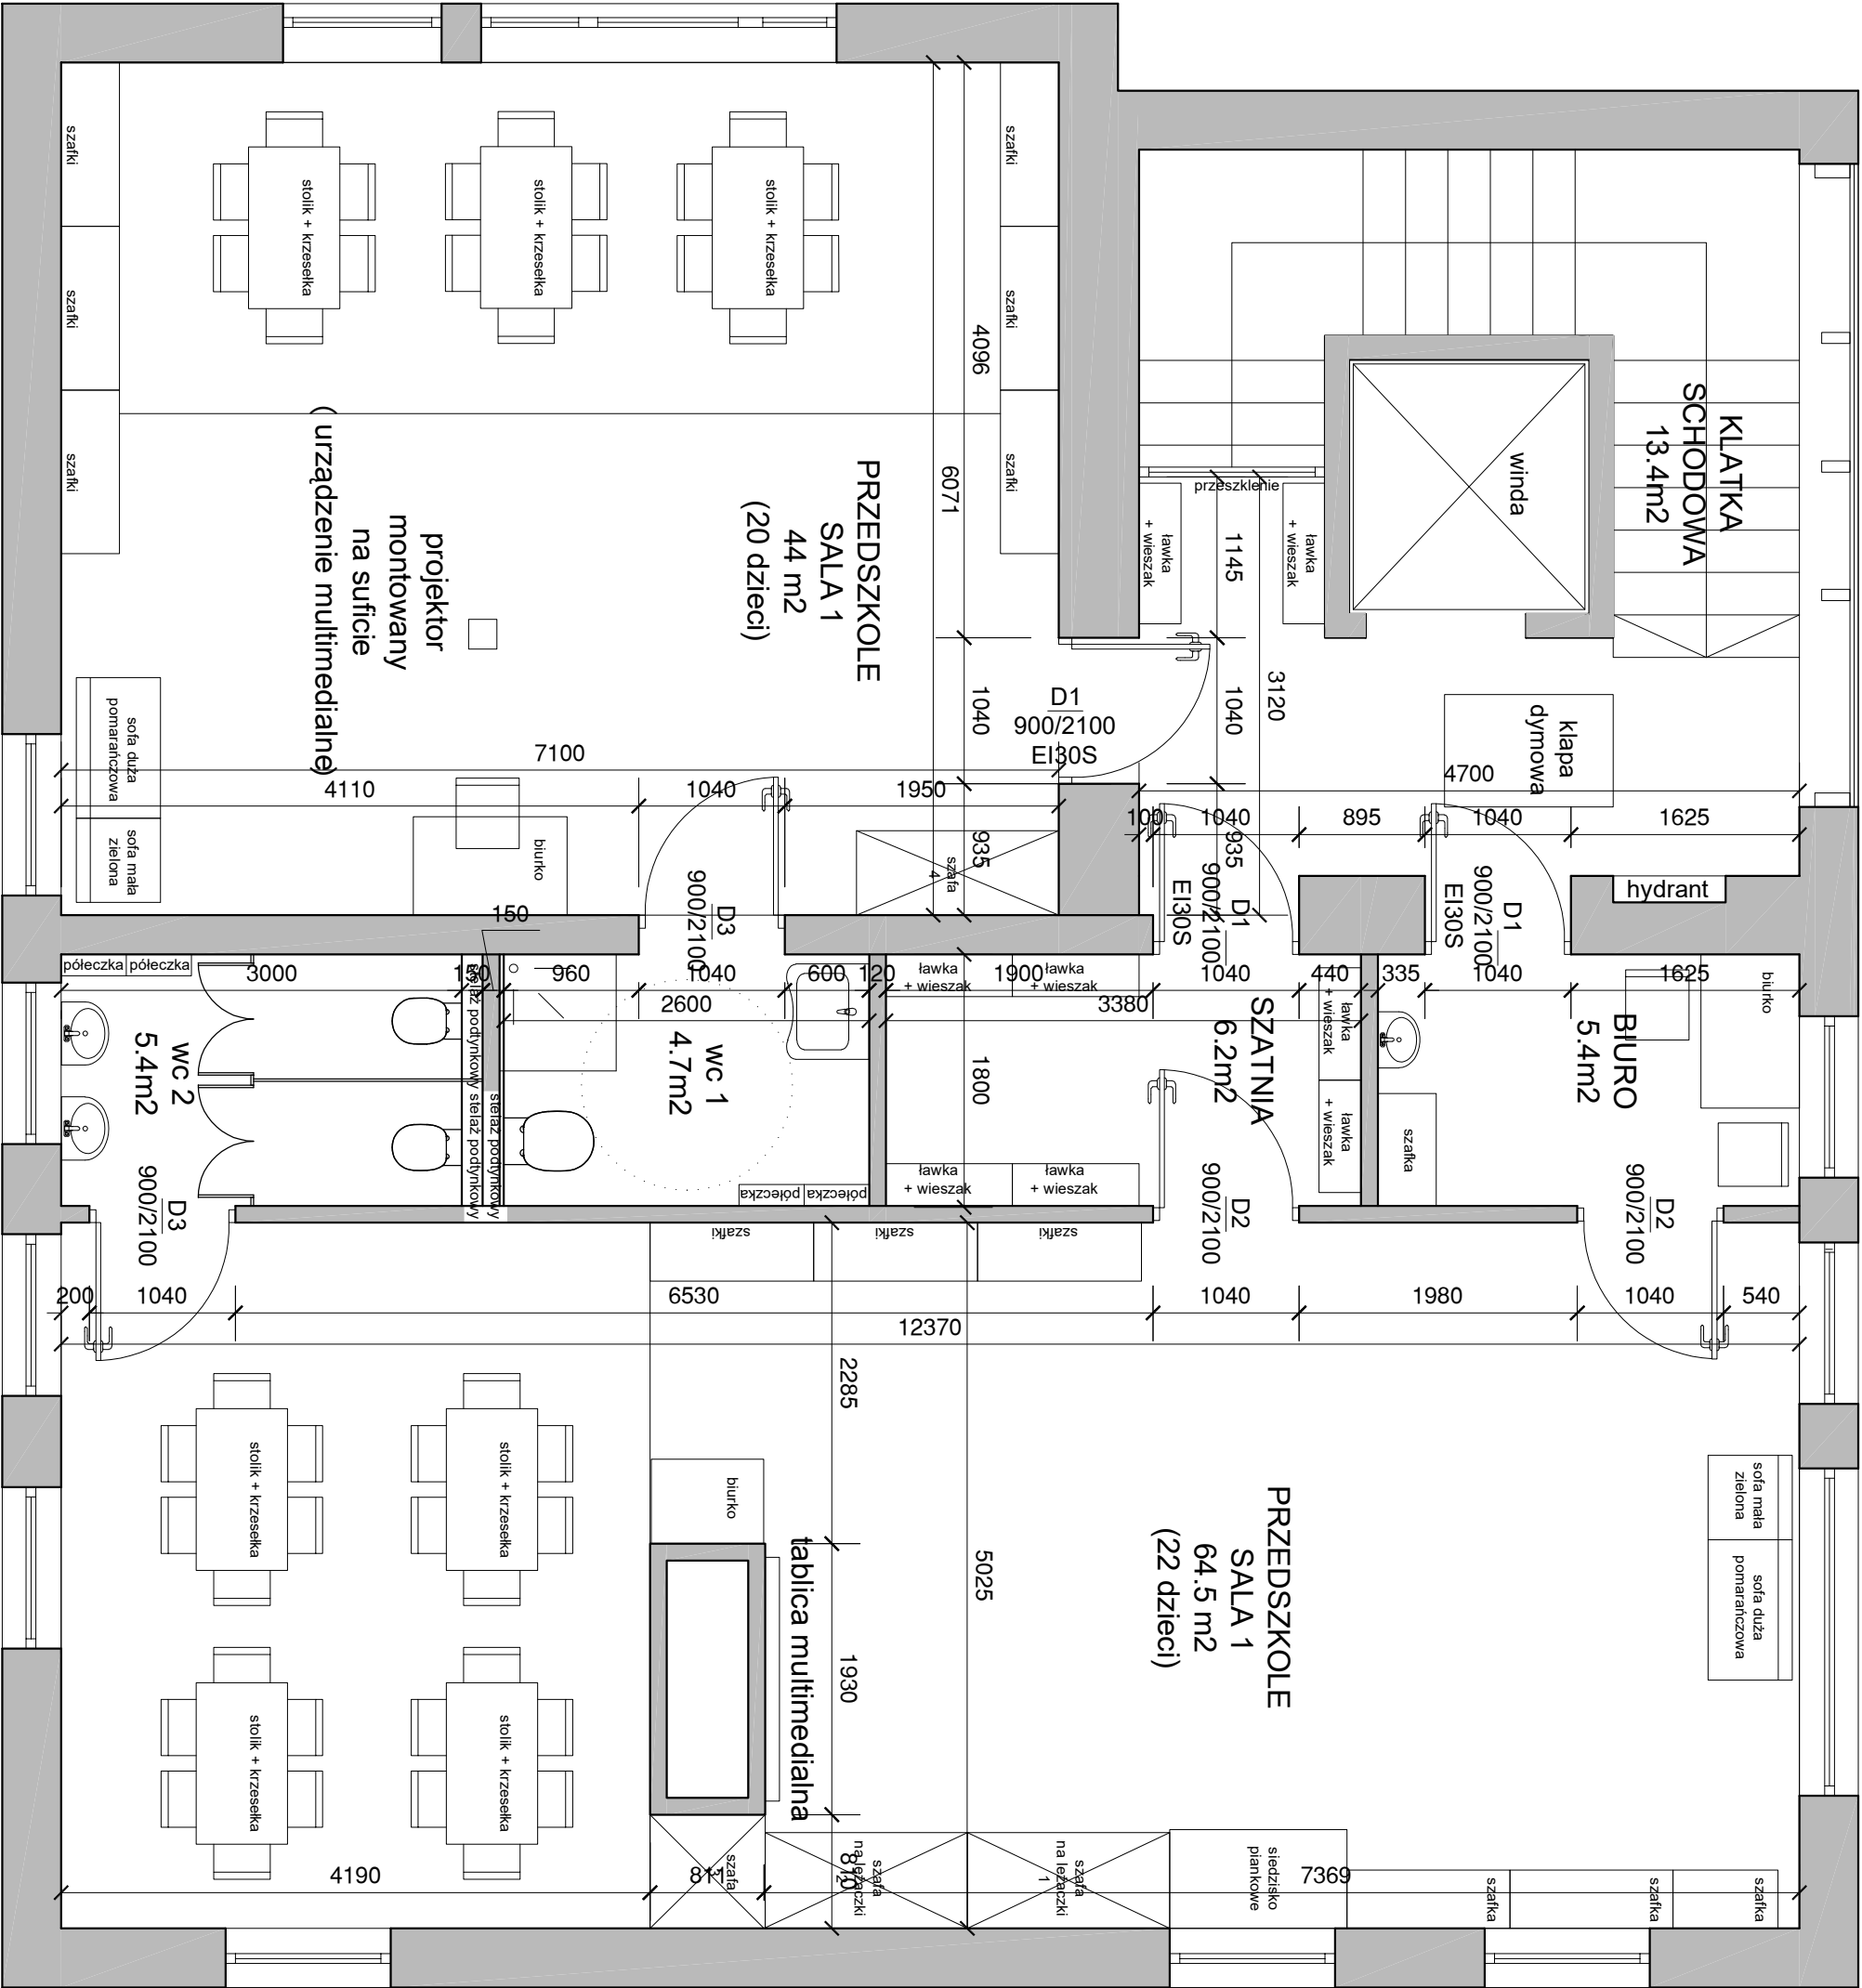 KLATKA
SCHODOWA
13.4m2
winda
przeszklenie
ławka
+ wieszak
ławka
+ wieszak
klapa
dymowa
hydrant
szafki
szafki
szafki
stolik + krzesełka
stolik + krzesełka
stolik + krzesełka
szafki
szafki
szafki
4096
6071
1040
935
PRZEDSZKOLE
SALA 1
44 m2
(20 dzieci)
projektor
montowany
na suficie
(urządzenie multimedialne)
sofa duża
pomarańczowa
sofa mała
zielona
biurko
szafa
4
1145
1040
3120
935
D1
900/2100
EI30S
7100
4110
1040
1950
4700
100
1040
895
1040
1625
D3
900/2100
D1
900/2100
EI30S
D1
900/2100
EI30S
150
półeczka
półeczka
3000
150
960
1040
600
120
1900
1040
440
335
1040
1625
2600
3380
ławka
+ wieszak
ławka
+ wieszak
stelaż podtynkowy
stelaż podtynkowy
stelaż podtynkowy
wc 2
5.4m2
wc 1
4.7m2
1800
SZATNIA
6.2m2
ławka
+ wieszak
ławka
+ wieszak
BIURO
5.4m2
biurko
szafka
półeczka
półeczka
ławka
+ wieszak
ławka
+ wieszak
D3
900/2100
D2
900/2100
D2
900/2100
szafki
szafki
szafki
200
1040
6530
1040
1980
1040
540
12370
2285
5025
1930
810
stolik + krzesełka
stolik + krzesełka
stolik + krzesełka
stolik + krzesełka
biurko
tablica multimedialna
PRZEDSZKOLE
SALA 1
64.5 m2
(22 dzieci)
sofa mała
zielona
sofa duża
pomarańczowa
4190
811
7369
szafa
3
szafa
na leżaczki
2
szafa
na leżaczki
1
siedzisko
piankowe
szafka
szafka
szafka